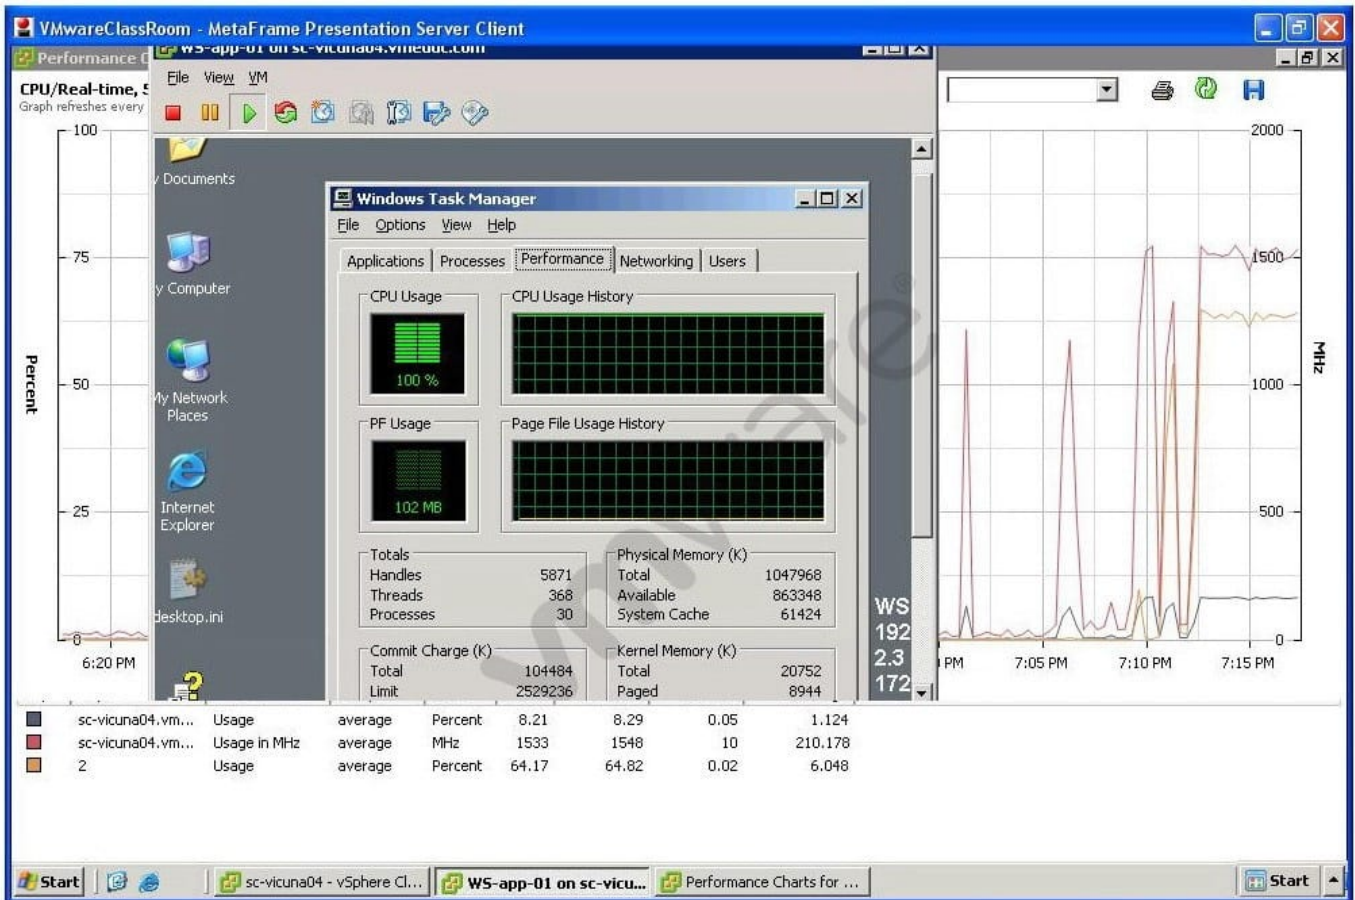 VMwareClassRoom - MetaFrame Presentation Server Client
Performance C
WS-app-01 on sc-vicuna04.vmeduc.com
File View VM
CPU/Real-time, 5
Graph refreshes every
100
75
50
25
0
Percent
6:20 PM
y Documents
y Computer
My Network
Places
Internet
Explorer
desktop.ini
Windows Task Manager
File Options View Help
Applications Processes Performance Networking Users
CPU Usage CPU Usage History
100 %
PF Usage Page File Usage History
102 MB
Totals
Handles 5871
Threads 368
Processes 30
Physical Memory (K)
Total 1047968
Available 863348
System Cache 61424
Commit Charge (K)
Total 104484
Limit 2529236
Kernel Memory (K)
Total 20752
Paged 8944
WS
192
2.3
172
vmware®
2000
1500
1000
500
0
MHz
PM 7:05 PM 7:10 PM 7:15 PM
sc-vicuna04.vm... Usage average Percent 8.21 8.29 0.05 1.124
sc-vicuna04.vm... Usage in MHz average MHz 1533 1548 10 210.178
2 Usage average Percent 64.17 64.82 0.02 6.048
Start sc-vicuna04 - vSphere Cl... WS-app-01 on sc-vicu... Performance Charts for ... Start